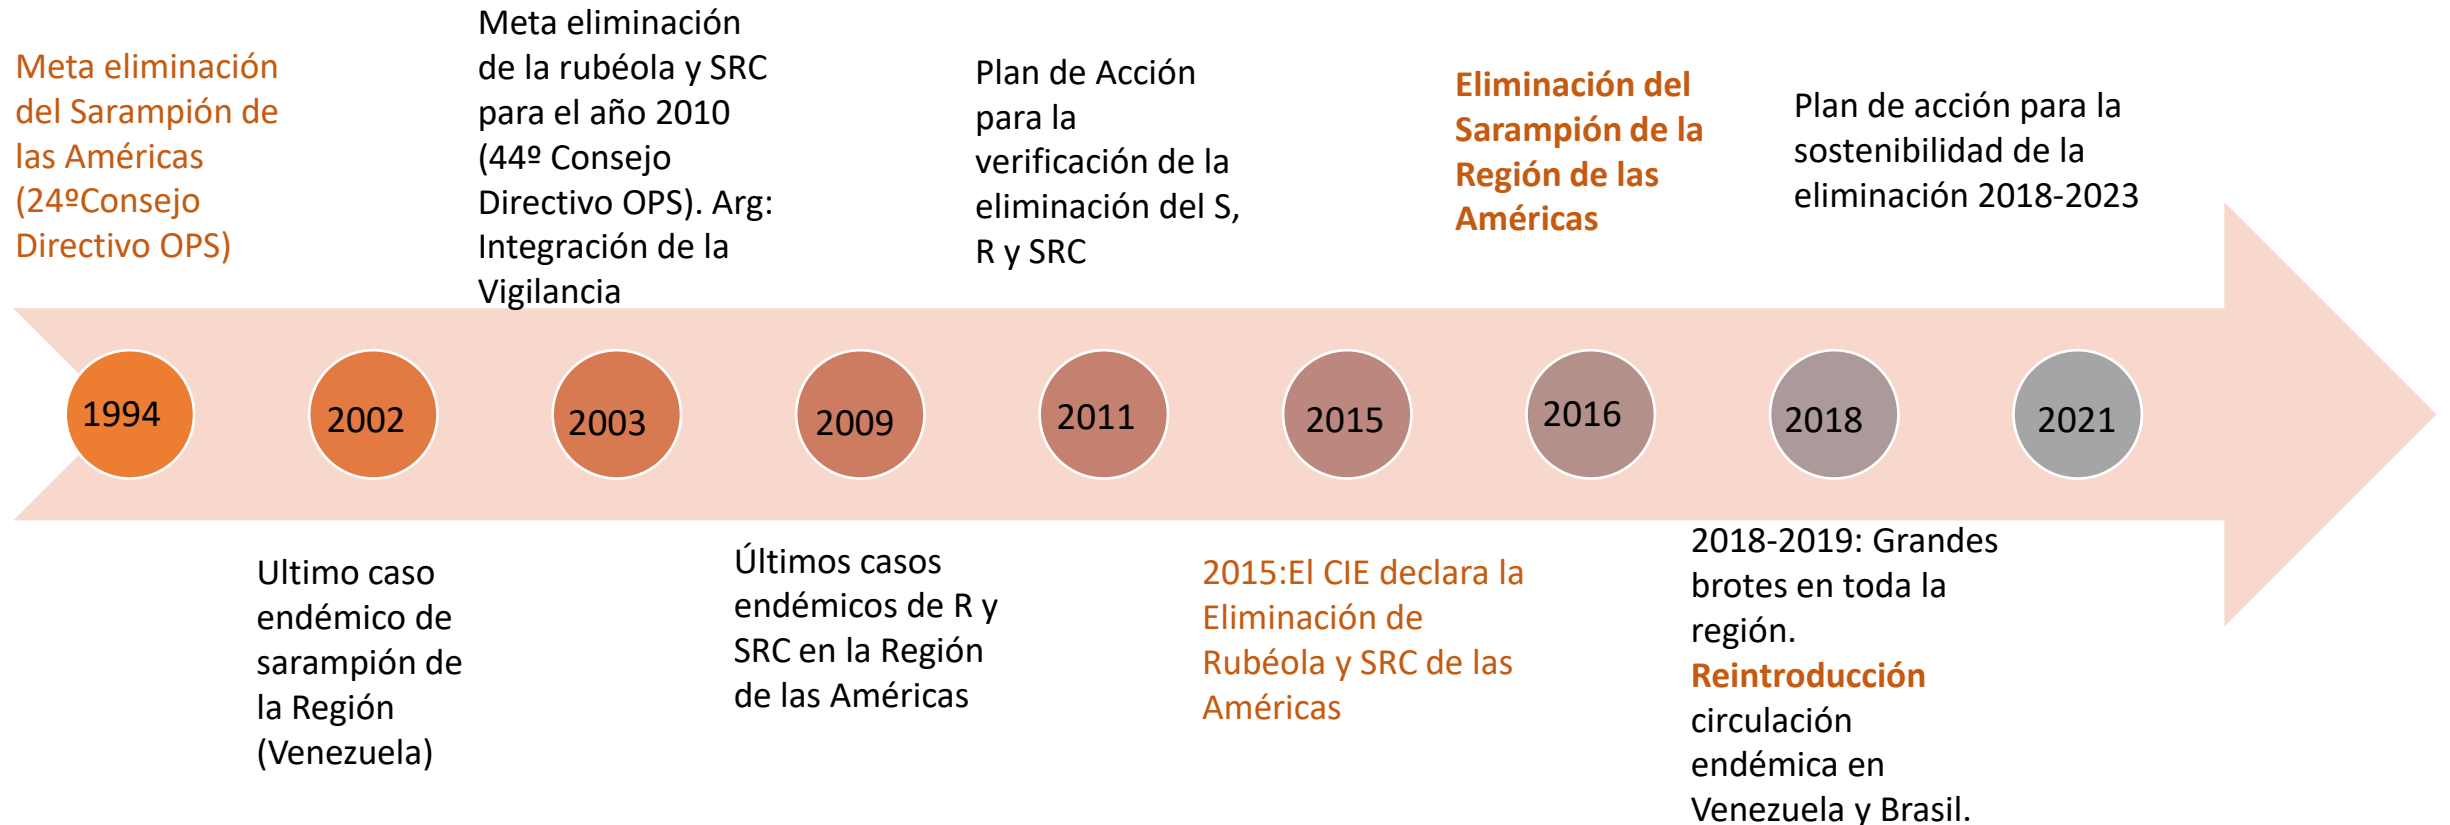 Meta eliminación
del Sarampión de
las Américas
(24ºConsejo
Directivo OPS)
Meta eliminación
de la rubéola y SRC
para el año 2010
(44º Consejo
Directivo OPS). Arg:
Integración de la
Vigilancia
Plan de Acción
para la
verificación de la
eliminación del S,
R y SRC
Eliminación del
Sarampión de la
Región de las
Américas
Plan de acción para la
sostenibilidad de la
eliminación 2018-2023
1994
2002
2003
2009
2011
2015
2016
2018
2021
Ultimo caso
endémico de
sarampión de
la Región
(Venezuela)
Últimos casos
endémicos de R y
SRC en la Región
de las Américas
2015:El CIE declara la
Eliminación de
Rubéola y SRC de las
Américas
2018-2019: Grandes
brotes en toda la
región.
Reintroducción
circulación
endémica en
Venezuela y Brasil.